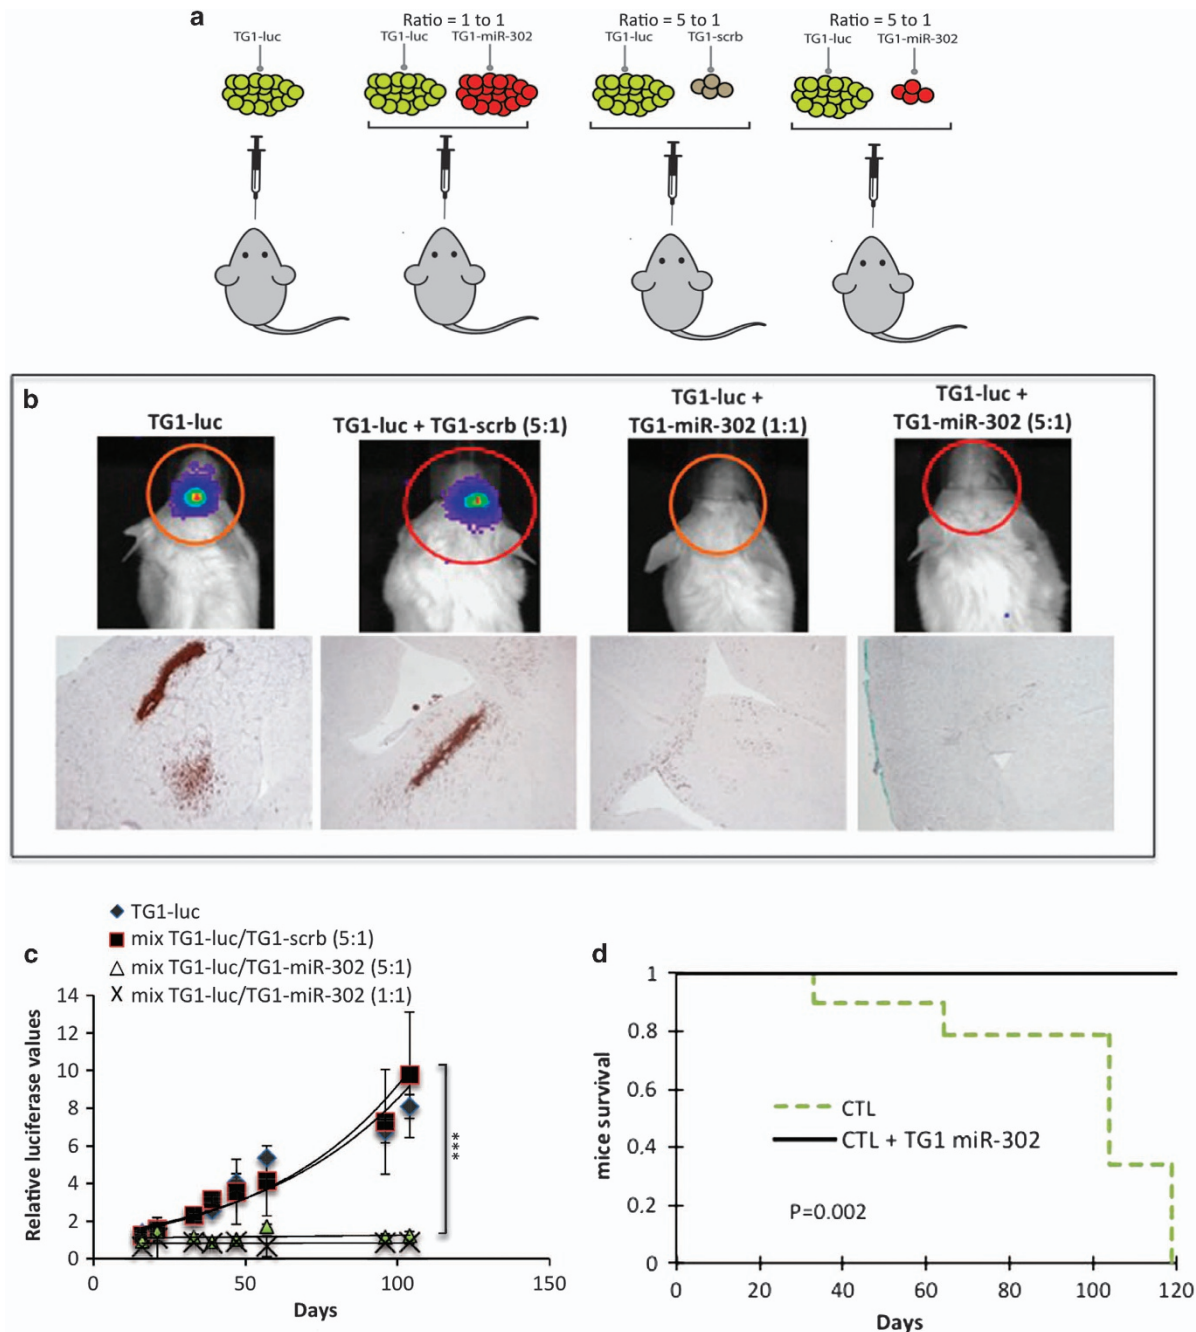 a
Ratio = 1 to 1
Ratio = 5 to 1
Ratio = 5 to 1
TG1-luc
TG1-luc
TG1-miR-302
TG1-luc
TG1-scrb
TG1-luc
TG1-miR-302
b
TG1-luc
TG1-luc + TG1-scrb (5:1)
TG1-luc +
TG1-miR-302 (1:1)
TG1-luc +
TG1-miR-302 (5:1)
c
TG1-luc
mix TG1-luc/TG1-scrb (5:1)
mix TG1-luc/TG1-miR-302 (5:1)
mix TG1-luc/TG1-miR-302 (1:1)
Relative luciferase values
14
12
10
8
6
4
2
0
0
50
100
150
Days
***
d
mice survival
1
0.8
0.6
0.4
0.2
0
0
20
40
60
80
100
120
Days
CTL
CTL + TG1 miR-302
P=0.002